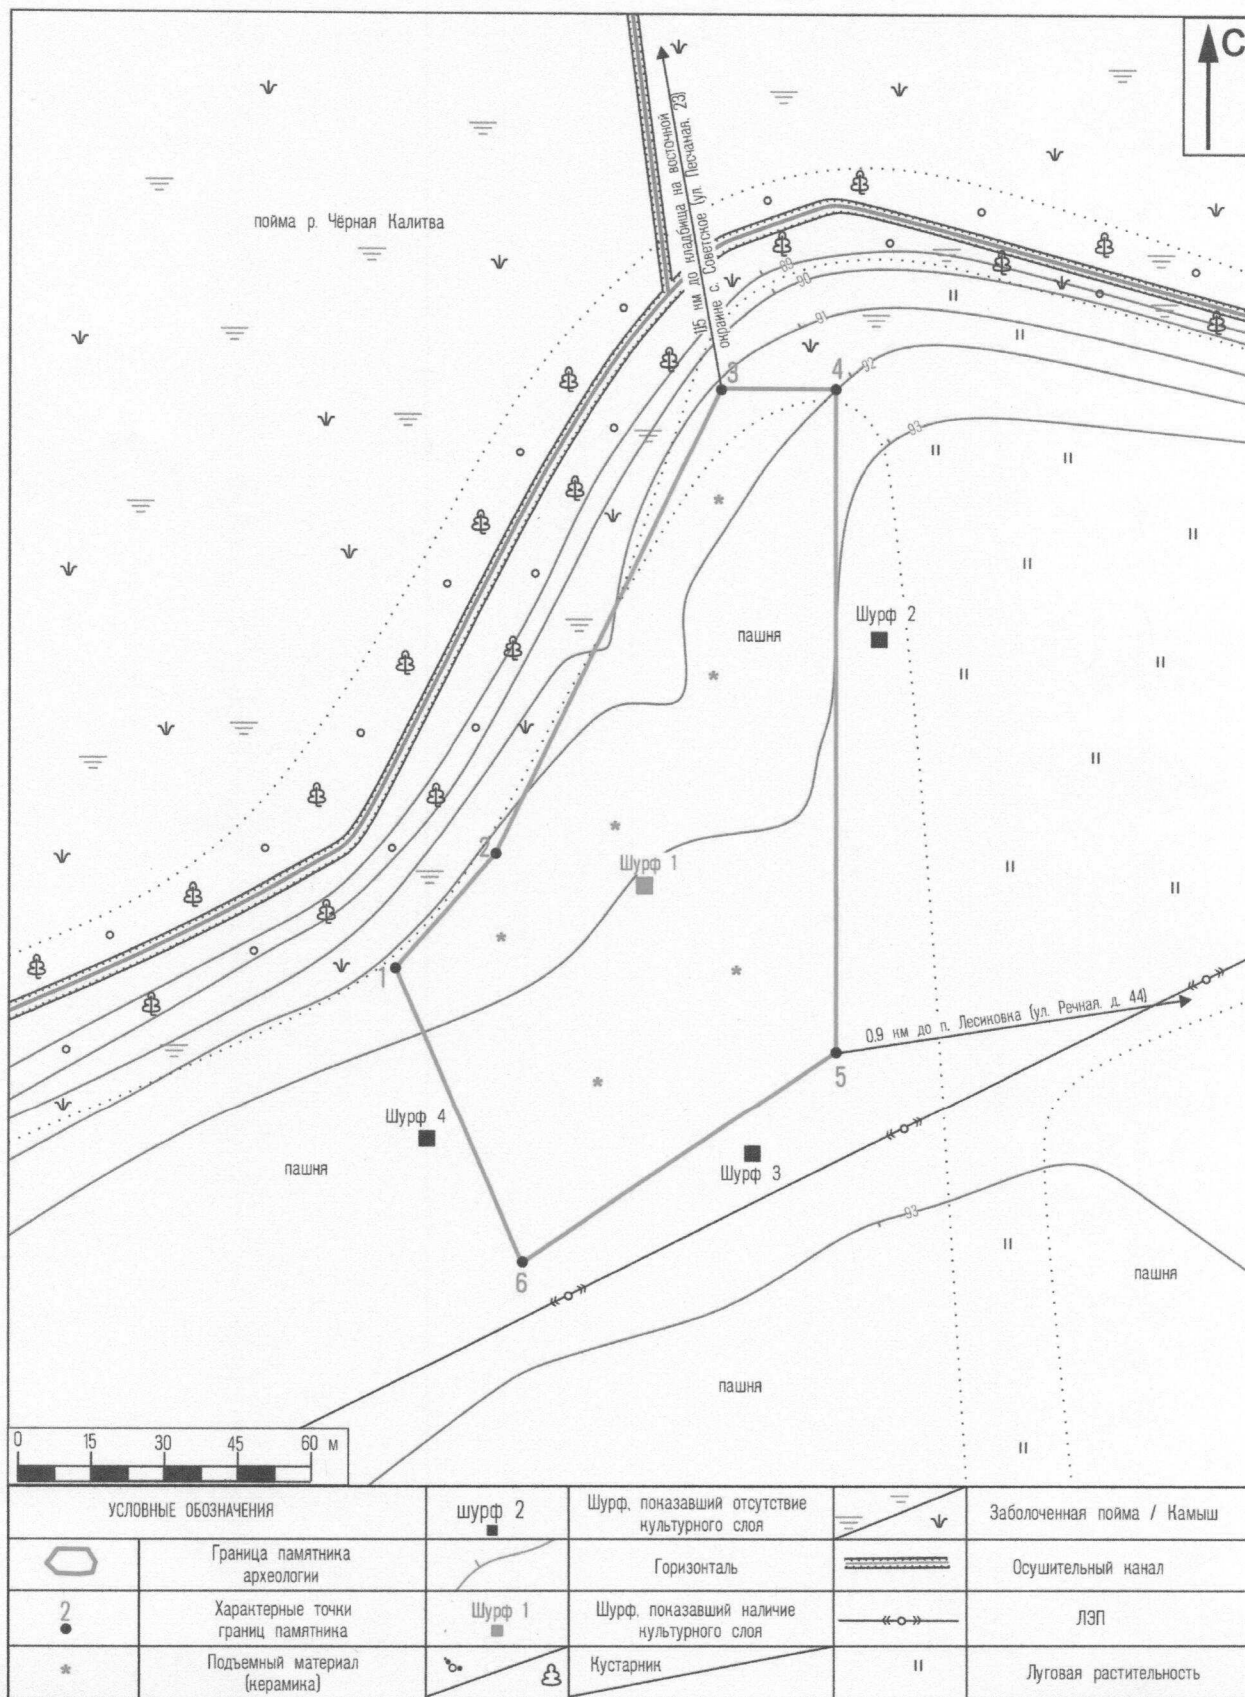 С
1,15 км до кладбища на восточной
окраине с. Советское (ул. Песчаная, 23)
пойма р. Чёрная Калитва
89
90
91
3
4
92
93
Шурф 2
пашня
2
Шурф 1
1
0,9 км до п. Лесиковка (ул. Речная, д. 44)
5
Шурф 4
пашня
Шурф 3
93
6
пашня
пашня
0 15 30 45 60 м
УСЛОВНЫЕ ОБОЗНАЧЕНИЯ
шурф 2
Шурф, показавший отсутствие
культурного слоя
Заболоченная пойма / Камыш
Граница памятника
археологии
Горизонталь
Осушительный канал
2
Характерные точки
границ памятника
Шурф 1
Шурф, показавший наличие
культурного слоя
ЛЭП
Подъемный материал
(керамика)
Кустарник
Луговая растительность